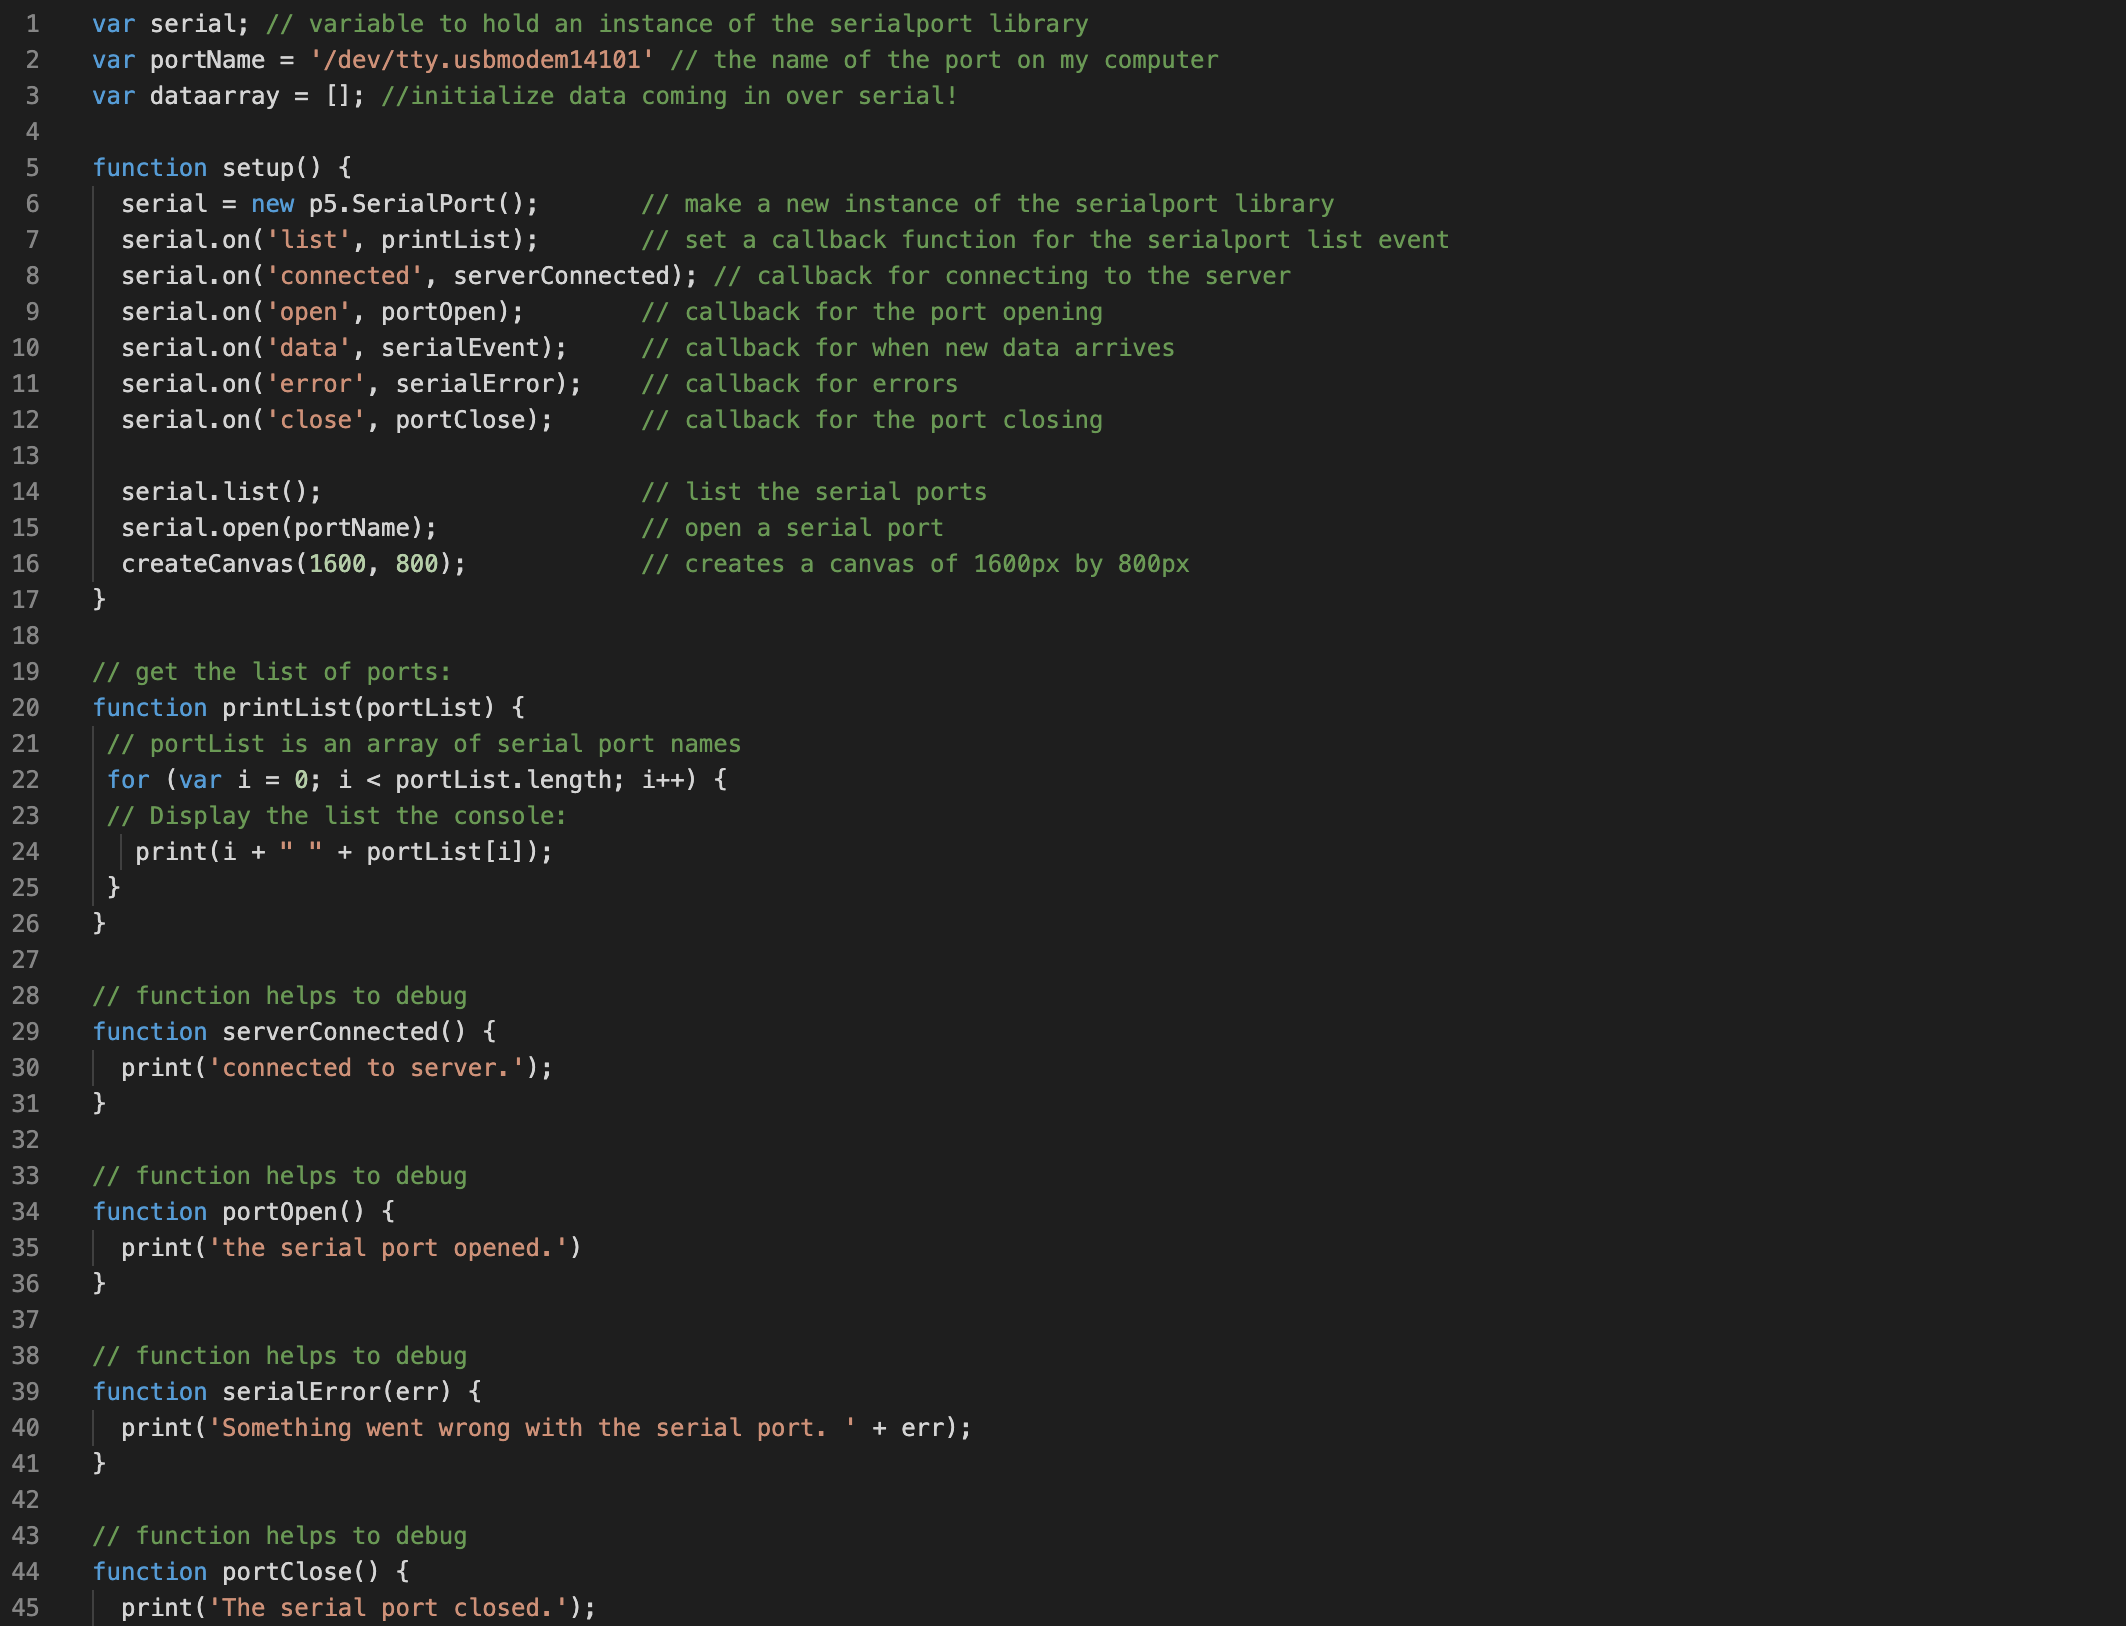 1 var serial; // variable to hold an instance of the serialport library
2 var portName = '/dev/tty.usbmodem14101' // the name of the port on my computer
3 var dataarray = []; //initialize data coming in over serial!
4
5 function setup() {
6   serial = new p5.SerialPort();       // make a new instance of the serialport library
7   serial.on('list', printList);       // set a callback function for the serialport list event
8   serial.on('connected', serverConnected); // callback for connecting to the server
9   serial.on('open', portOpen);        // callback for the port opening
10   serial.on('data', serialEvent);     // callback for when new data arrives
11   serial.on('error', serialError);    // callback for errors
12   serial.on('close', portClose);      // callback for the port closing
13
14   serial.list();                      // list the serial ports
15   serial.open(portName);              // open a serial port
16   createCanvas(1600, 800);            // creates a canvas of 1600px by 800px
17 }
18
19 // get the list of ports:
20 function printList(portList) {
21  // portList is an array of serial port names
22  for (var i = 0; i < portList.length; i++) {
23  // Display the list the console:
24    print(i + " " + portList[i]);
25  }
26 }
27
28 // function helps to debug
29 function serverConnected() {
30   print('connected to server.');
31 }
32
33 // function helps to debug
34 function portOpen() {
35   print('the serial port opened.')
36 }
37
38 // function helps to debug
39 function serialError(err) {
40   print('Something went wrong with the serial port. ' + err);
41 }
42
43 // function helps to debug
44 function portClose() {
45   print('The serial port closed.');